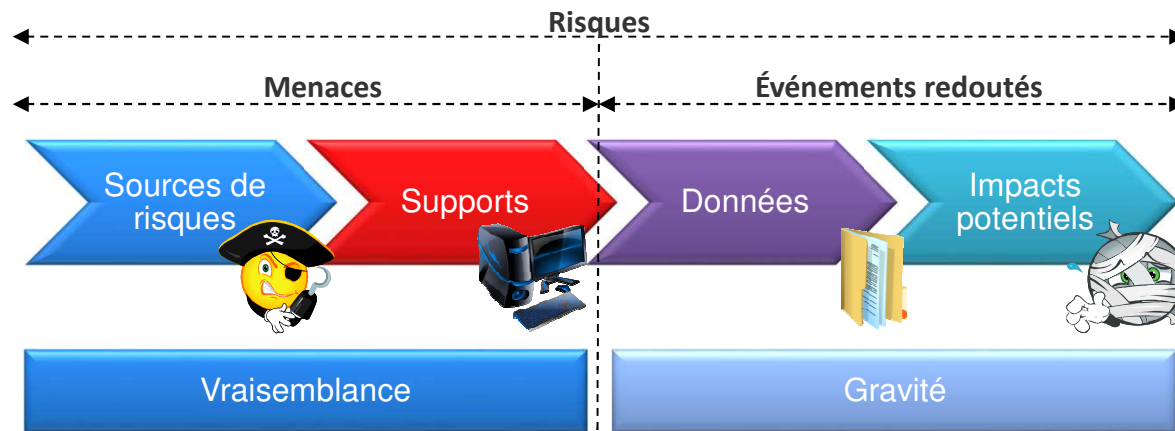 Risques
Menaces
Événements redoutés
Sources de
risques
Supports
Données
Impacts
potentiels
Vraisemblance
Gravité